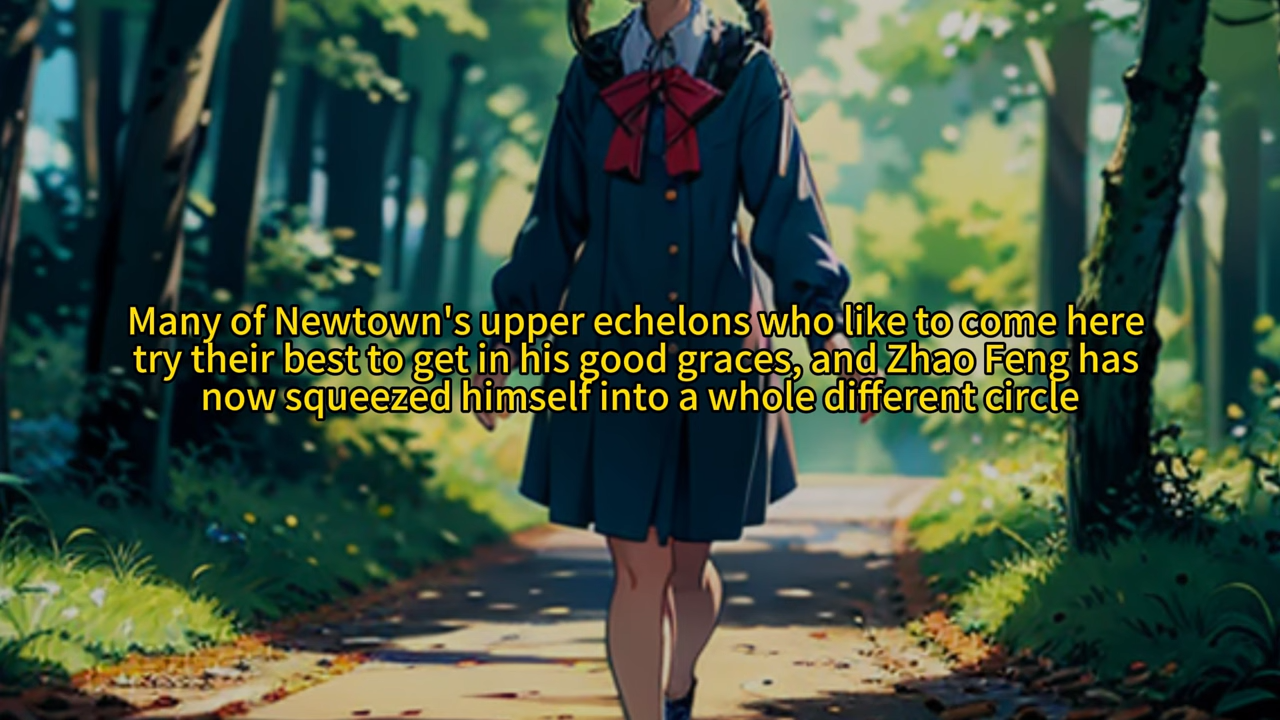 Many of Newtown's upper echelons who like to come here
try their best to get in his good graces, and Zhao Feng has
now squeezed himself into a whole different circle